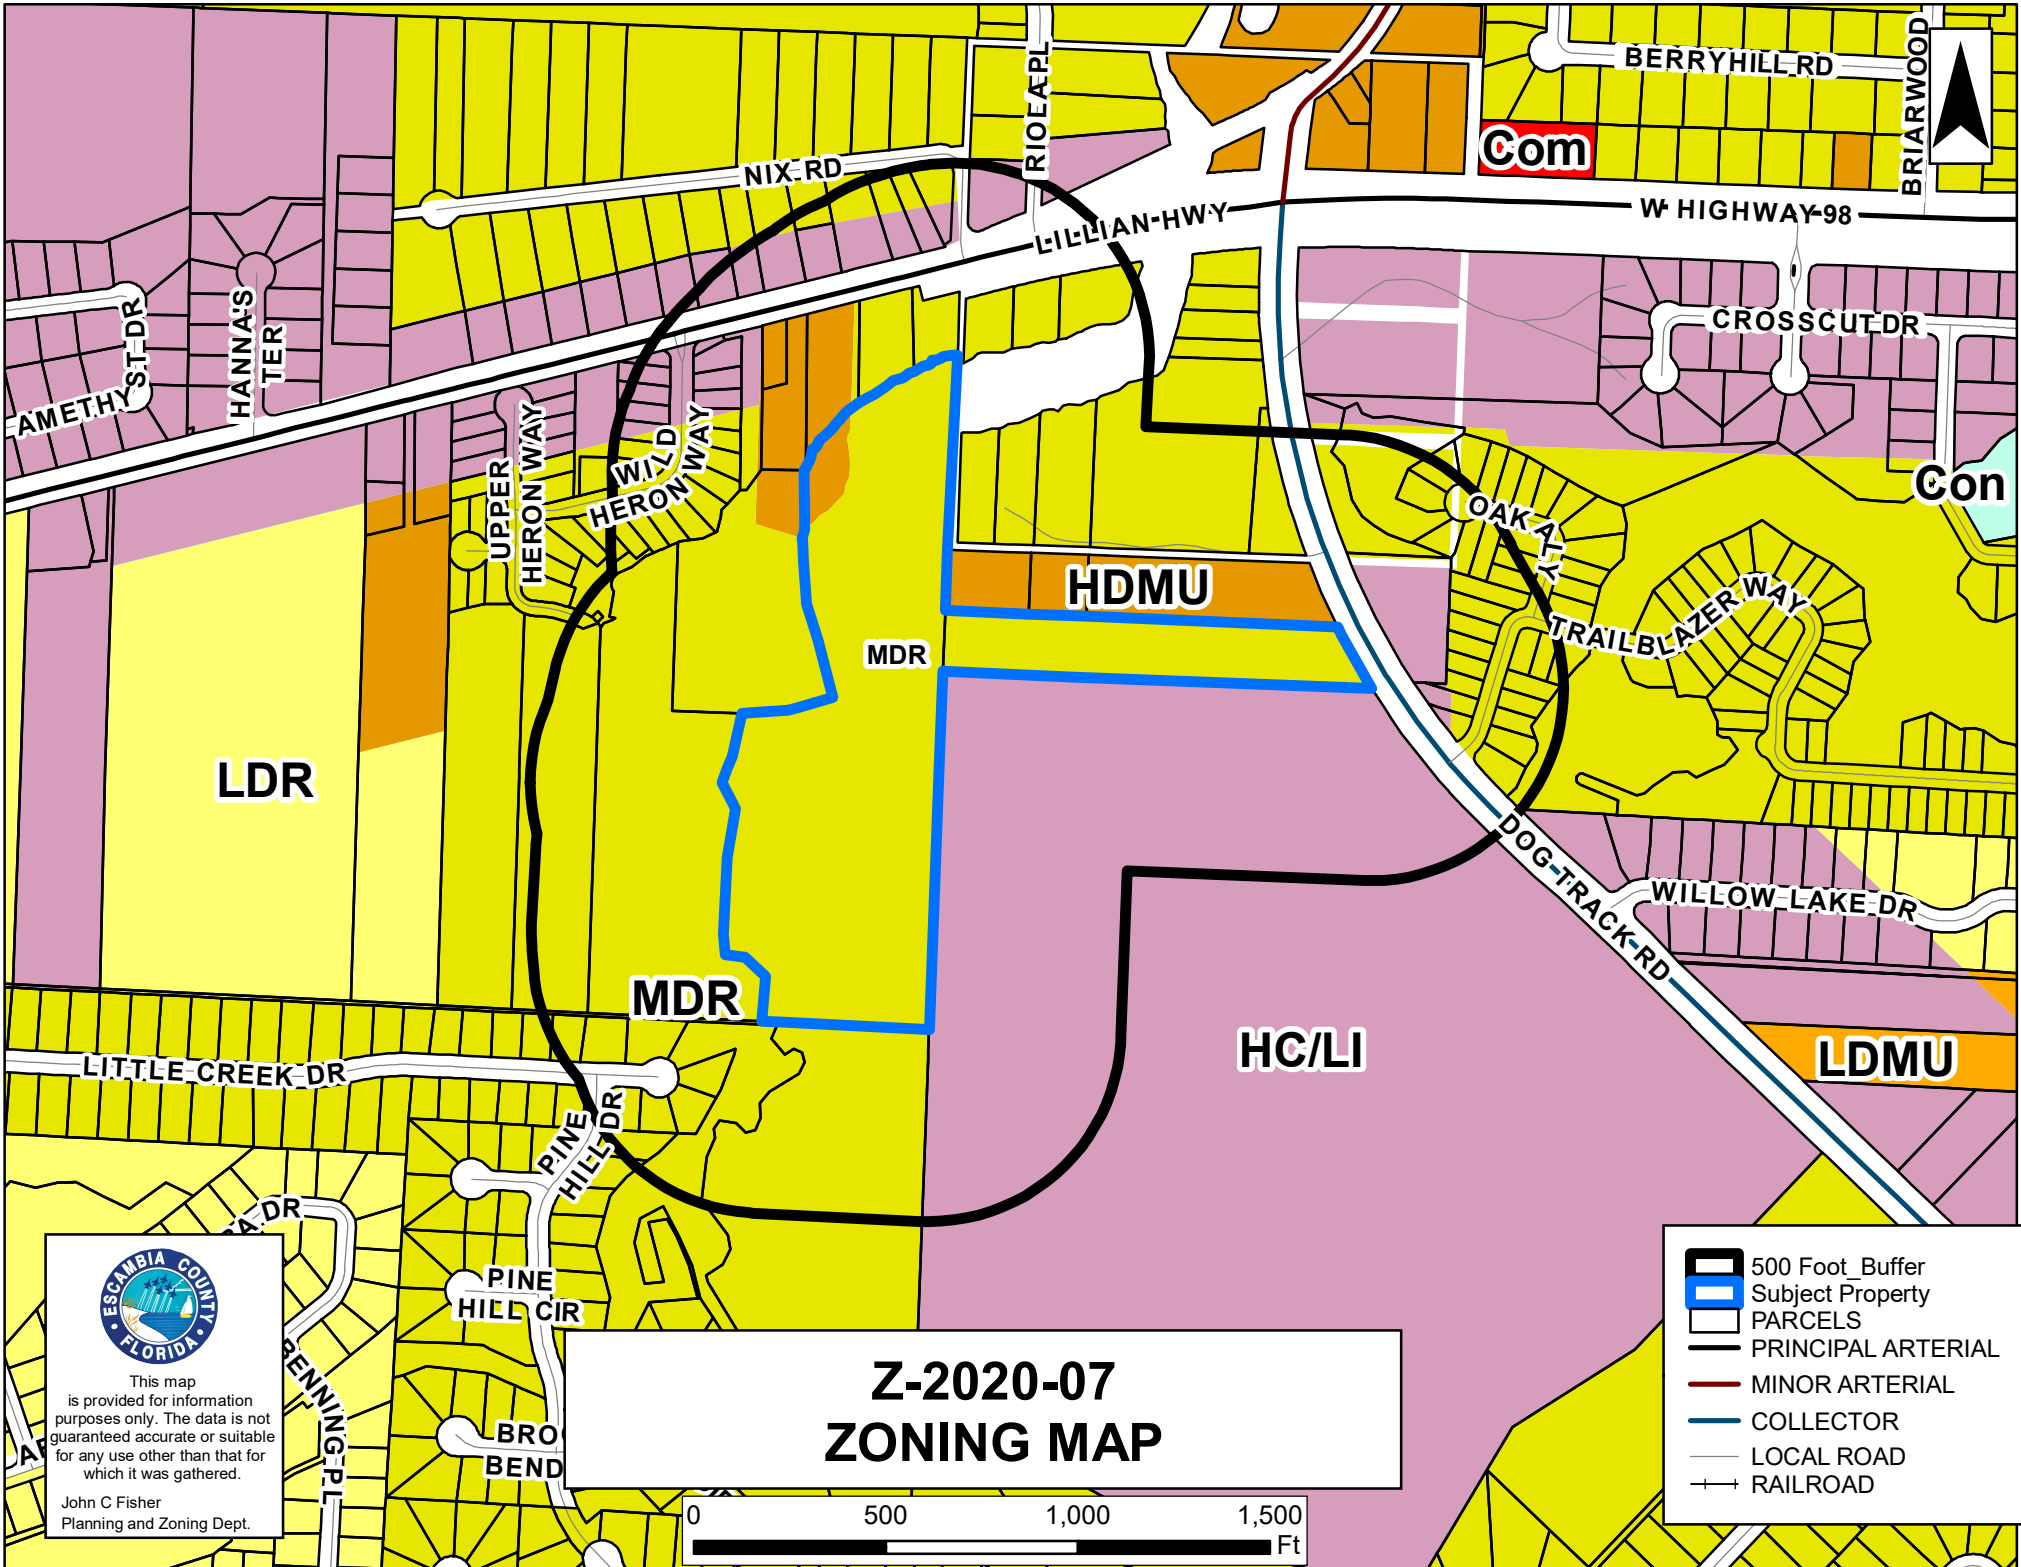 BERRYHILL RD
BRIARWOOD
RIOLA PL
Com
NIX RD
LILLIAN HWY
W HIGHWAY 98
HANNA'S
TER
AMETHYST DR
CROSSCUT DR
UPPER
HERON WAY
WILD
HERON WAY
Con
OAK ALY
HDMU
TRAILBLAZER WAY
MDR
LDR
DOG TRACK RD
WILLOW LAKE DR
MDR
HC/LI
LDMU
LITTLE CREEK DR
PINE
HILL DR
DR
PINE
HILL CIR
BENNING PL
BRO
BEND
ESCAMBIA COUNTY
FLORIDA
This map
is provided for information
purposes only. The data is not
guaranteed accurate or suitable
for any use other than that for
which it was gathered.
John C Fisher
Planning and Zoning Dept.
Z-2020-07
ZONING MAP
0 500 1,000 1,500
Ft
500 Foot_Buffer
Subject Property
PARCELS
PRINCIPAL ARTERIAL
MINOR ARTERIAL
COLLECTOR
LOCAL ROAD
RAILROAD